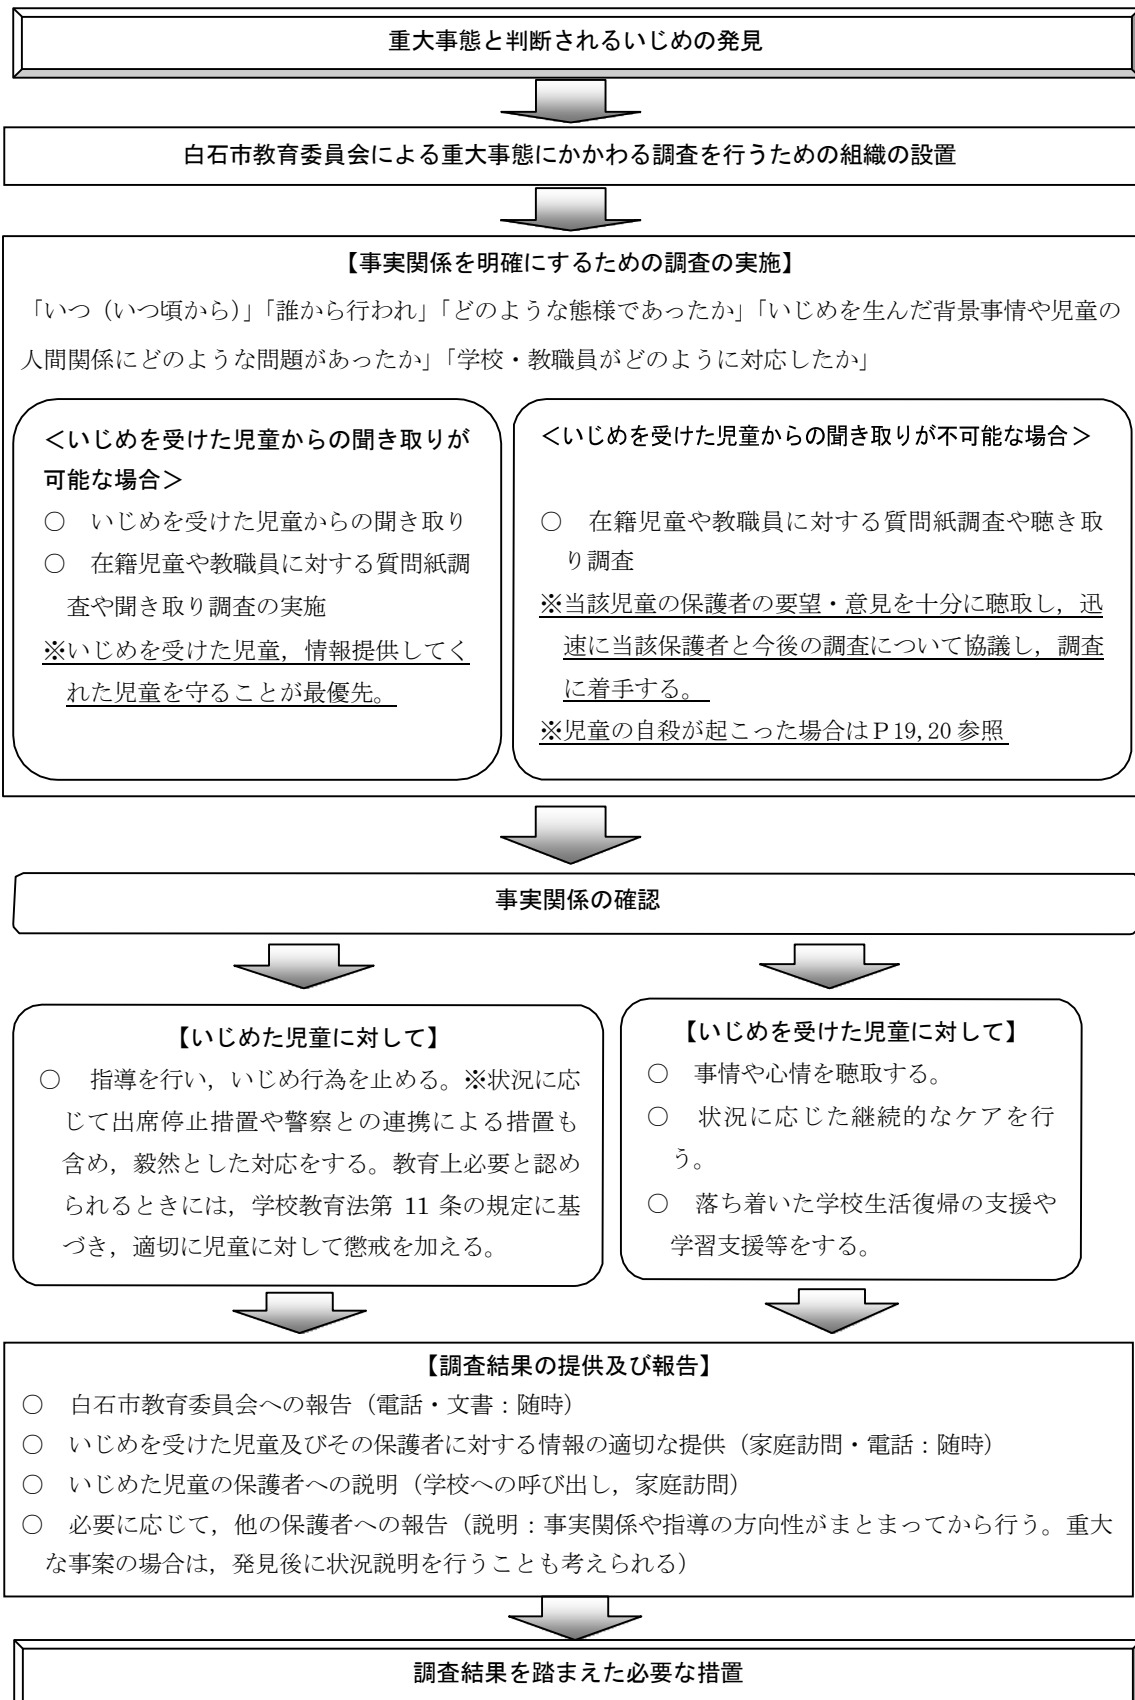 重大事態と判断されるいじめの発見
白石市教育委員会による重大事態にかかわる調査を行うための組織の設置
【事実関係を明確にするための調査の実施】
「いつ（いつ頃から）」「誰から行われ」「どのような態様であったか」「いじめを生んだ背景事情や児童の
人間関係にどのような問題があったか」「学校・教職員がどのように対応したか」
＜いじめを受けた児童からの聞き取りが
可能な場合＞
○　いじめを受けた児童からの聞き取り
○　在籍児童や教職員に対する質問紙調
査や聞き取り調査の実施
※いじめを受けた児童，情報提供してく
れた児童を守ることが最優先。
＜いじめを受けた児童からの聞き取りが不可能な場合＞
○　在籍児童や教職員に対する質問紙調査や聴き取
り調査
※当該児童の保護者の要望・意見を十分に聴取し，迅
速に当該保護者と今後の調査について協議し，調査
に着手する。
※児童の自殺が起こった場合はＰ19,20 参照
事実関係の確認
【いじめた児童に対して】
○　指導を行い，いじめ行為を止める。※状況に応
じて出席停止措置や警察との連携による措置も
含め，毅然とした対応をする。教育上必要と認め
られるときには，学校教育法第 11 条の規定に基
づき，適切に児童に対して懲戒を加える。
【いじめを受けた児童に対して】
○　事情や心情を聴取する。
○　状況に応じた継続的なケアを行
う。
○　落ち着いた学校生活復帰の支援や
学習支援等をする。
【調査結果の提供及び報告】
○　白石市教育委員会への報告（電話・文書：随時）
○　いじめを受けた児童及びその保護者に対する情報の適切な提供（家庭訪問・電話：随時）
○　いじめた児童の保護者への説明（学校への呼び出し，家庭訪問）
○　必要に応じて，他の保護者への報告（説明：事実関係や指導の方向性がまとまってから行う。重大
な事案の場合は，発見後に状況説明を行うことも考えられる）
調査結果を踏まえた必要な措置